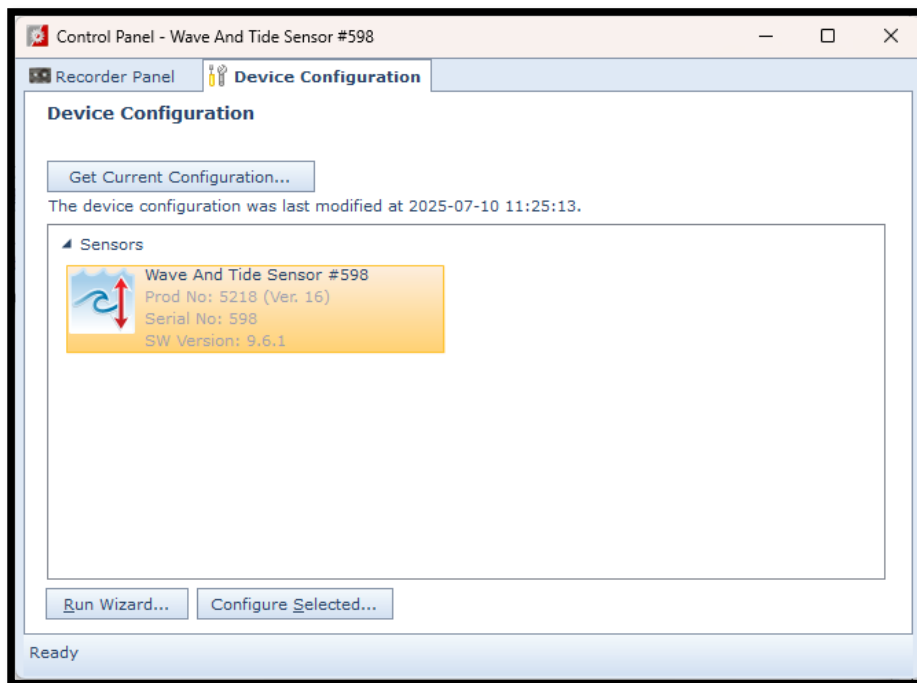 Control Panel - Wave And Tide Sensor #598
Recorder Panel
Device Configuration
Device Configuration
Get Current Configuration...
The device configuration was last modified at 2025-07-10 11:25:13.
Sensors
Wave And Tide Sensor #598
Prod No: 5218 (Ver. 16)
Serial No: 598
SW Version: 9.6.1
Run Wizard...
Configure Selected...
Ready